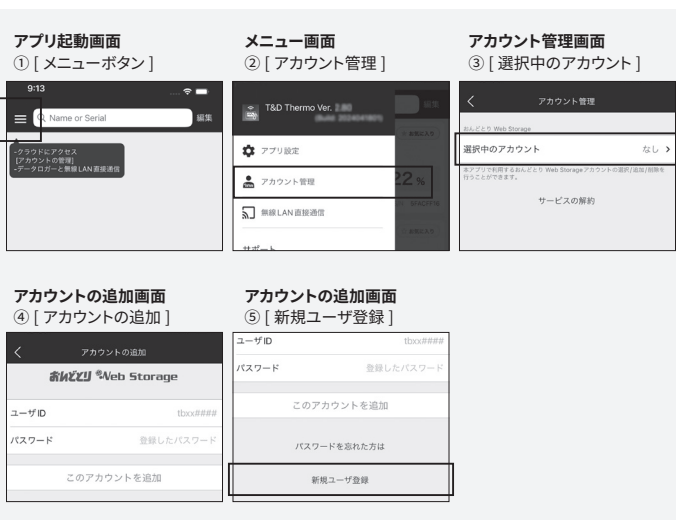 アプリ起動画面
① [ メニューボタン ]
9:13
Name or Serial
編集
-クラウドにアクセス
[アカウントの管理]
-データロガーと無線LAN直接通信
メニュー画面
② [ アカウント管理 ]
T&D Thermo Ver. 2.80
編集
アプリ設定
アカウント管理
22 %
無線LAN直接通信
サポート
アカウント管理画面
③ [ 選択中のアカウント ]
アカウント管理
おんどとり Web Storage
選択中のアカウント なし
本アプリで利用するおんどとり Web Storageアカウントの選択/追加/削除を
行うことができます。
サービスの解約
アカウントの追加画面
④ [ アカウントの追加 ]
アカウントの追加
おんどとり Web Storage
ユーザID tbxx####
パスワード 登録したパスワード
このアカウントを追加
アカウントの追加画面
⑤ [ 新規ユーザ登録 ]
ユーザID tbxx####
パスワード 登録したパスワード
このアカウントを追加
パスワードを忘れた方は
新規ユーザ登録